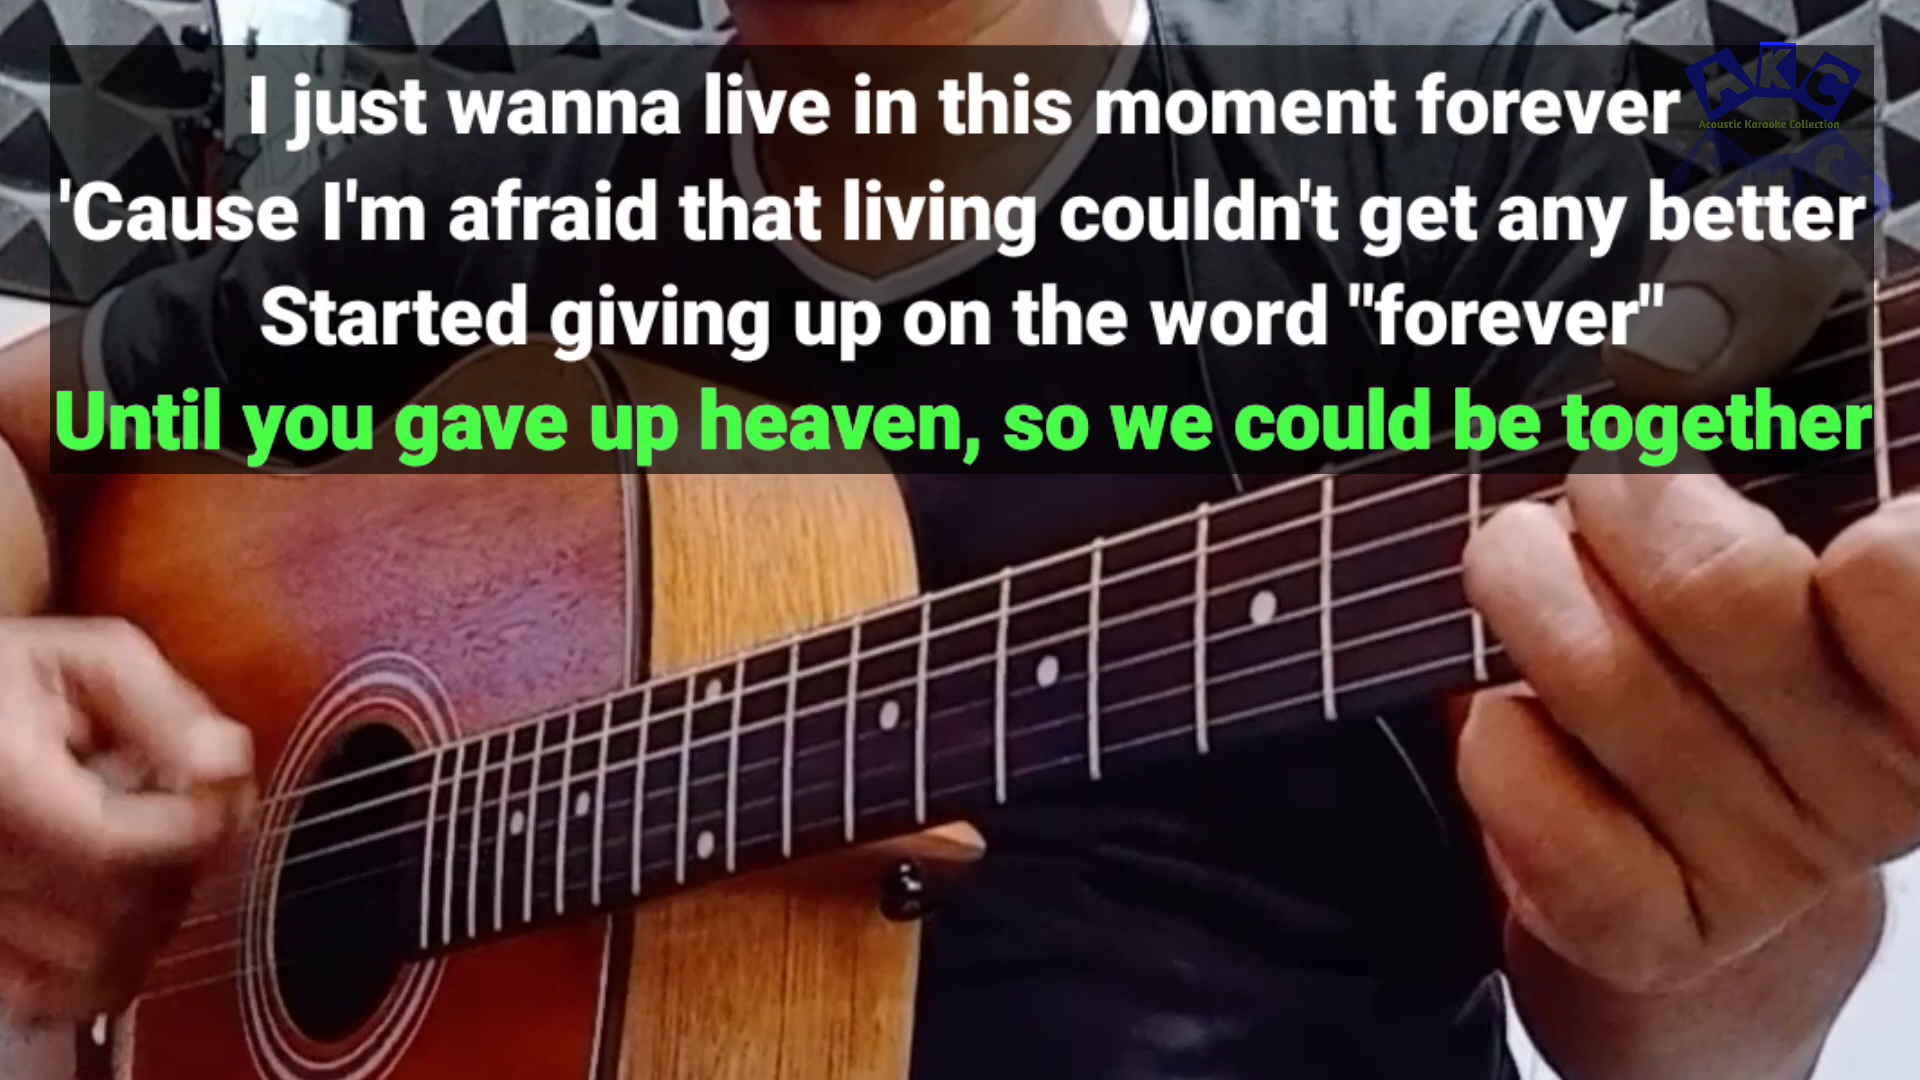 I just wanna live in this moment forever
'Cause I'm afraid that living couldn't get any better
Started giving up on the word "forever"
Until you gave up heaven, so we could be together
AKC
Acoustic Karaoke Collection